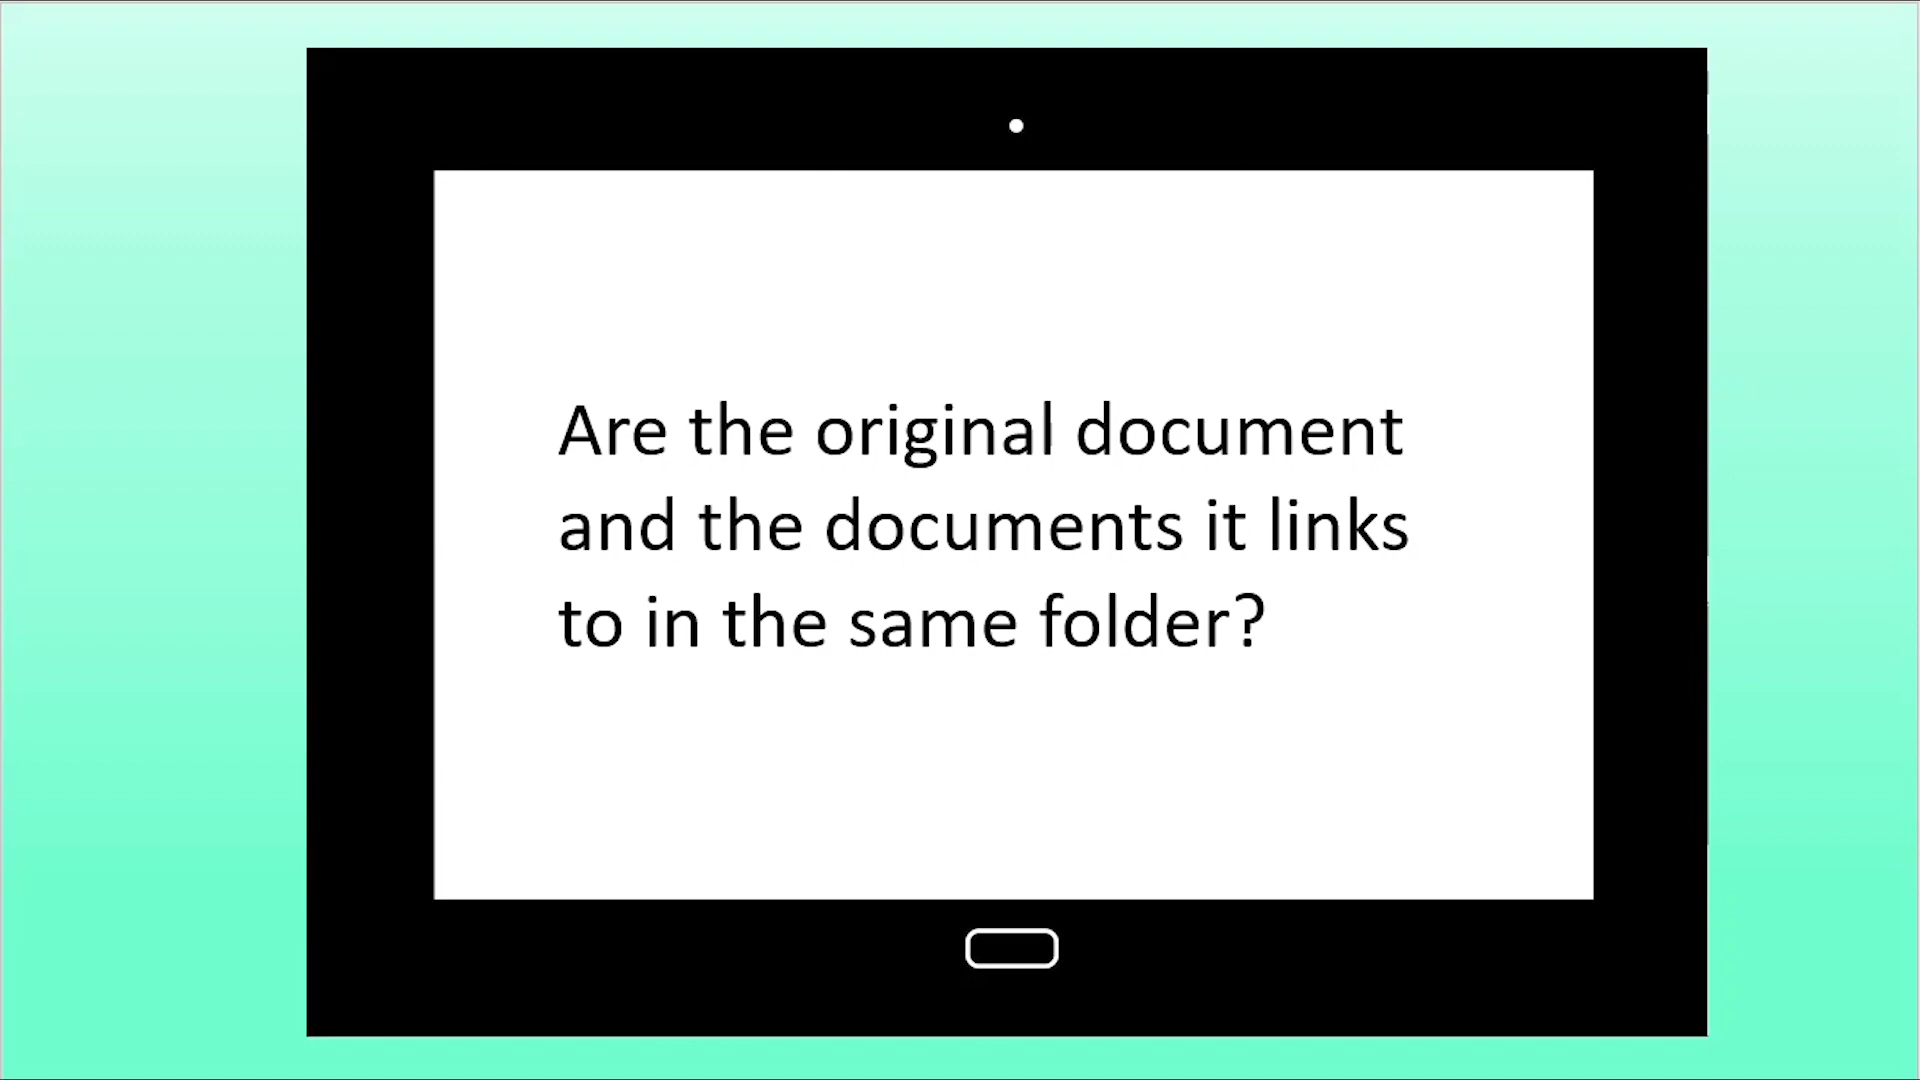 Are the original document
and the documents it links
to in the same folder?